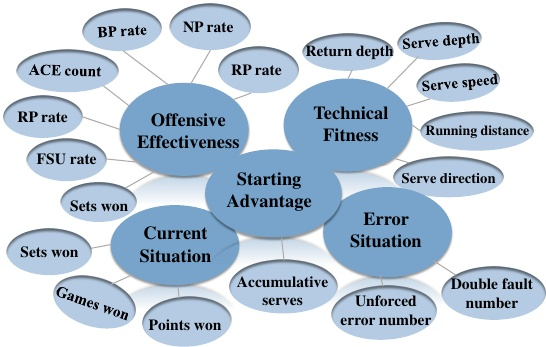 BP rate
NP rate
ACE count
RP rate
RP rate
FSU rate
Sets won
Offensive
Effectiveness
Return depth
Serve depth
Serve speed
Running distance
Serve direction
Technical
Fitness
Starting
Advantage
Accumulative
serves
Current
Situation
Sets won
Games won
Points won
Error
Situation
Unforced
error number
Double fault
number